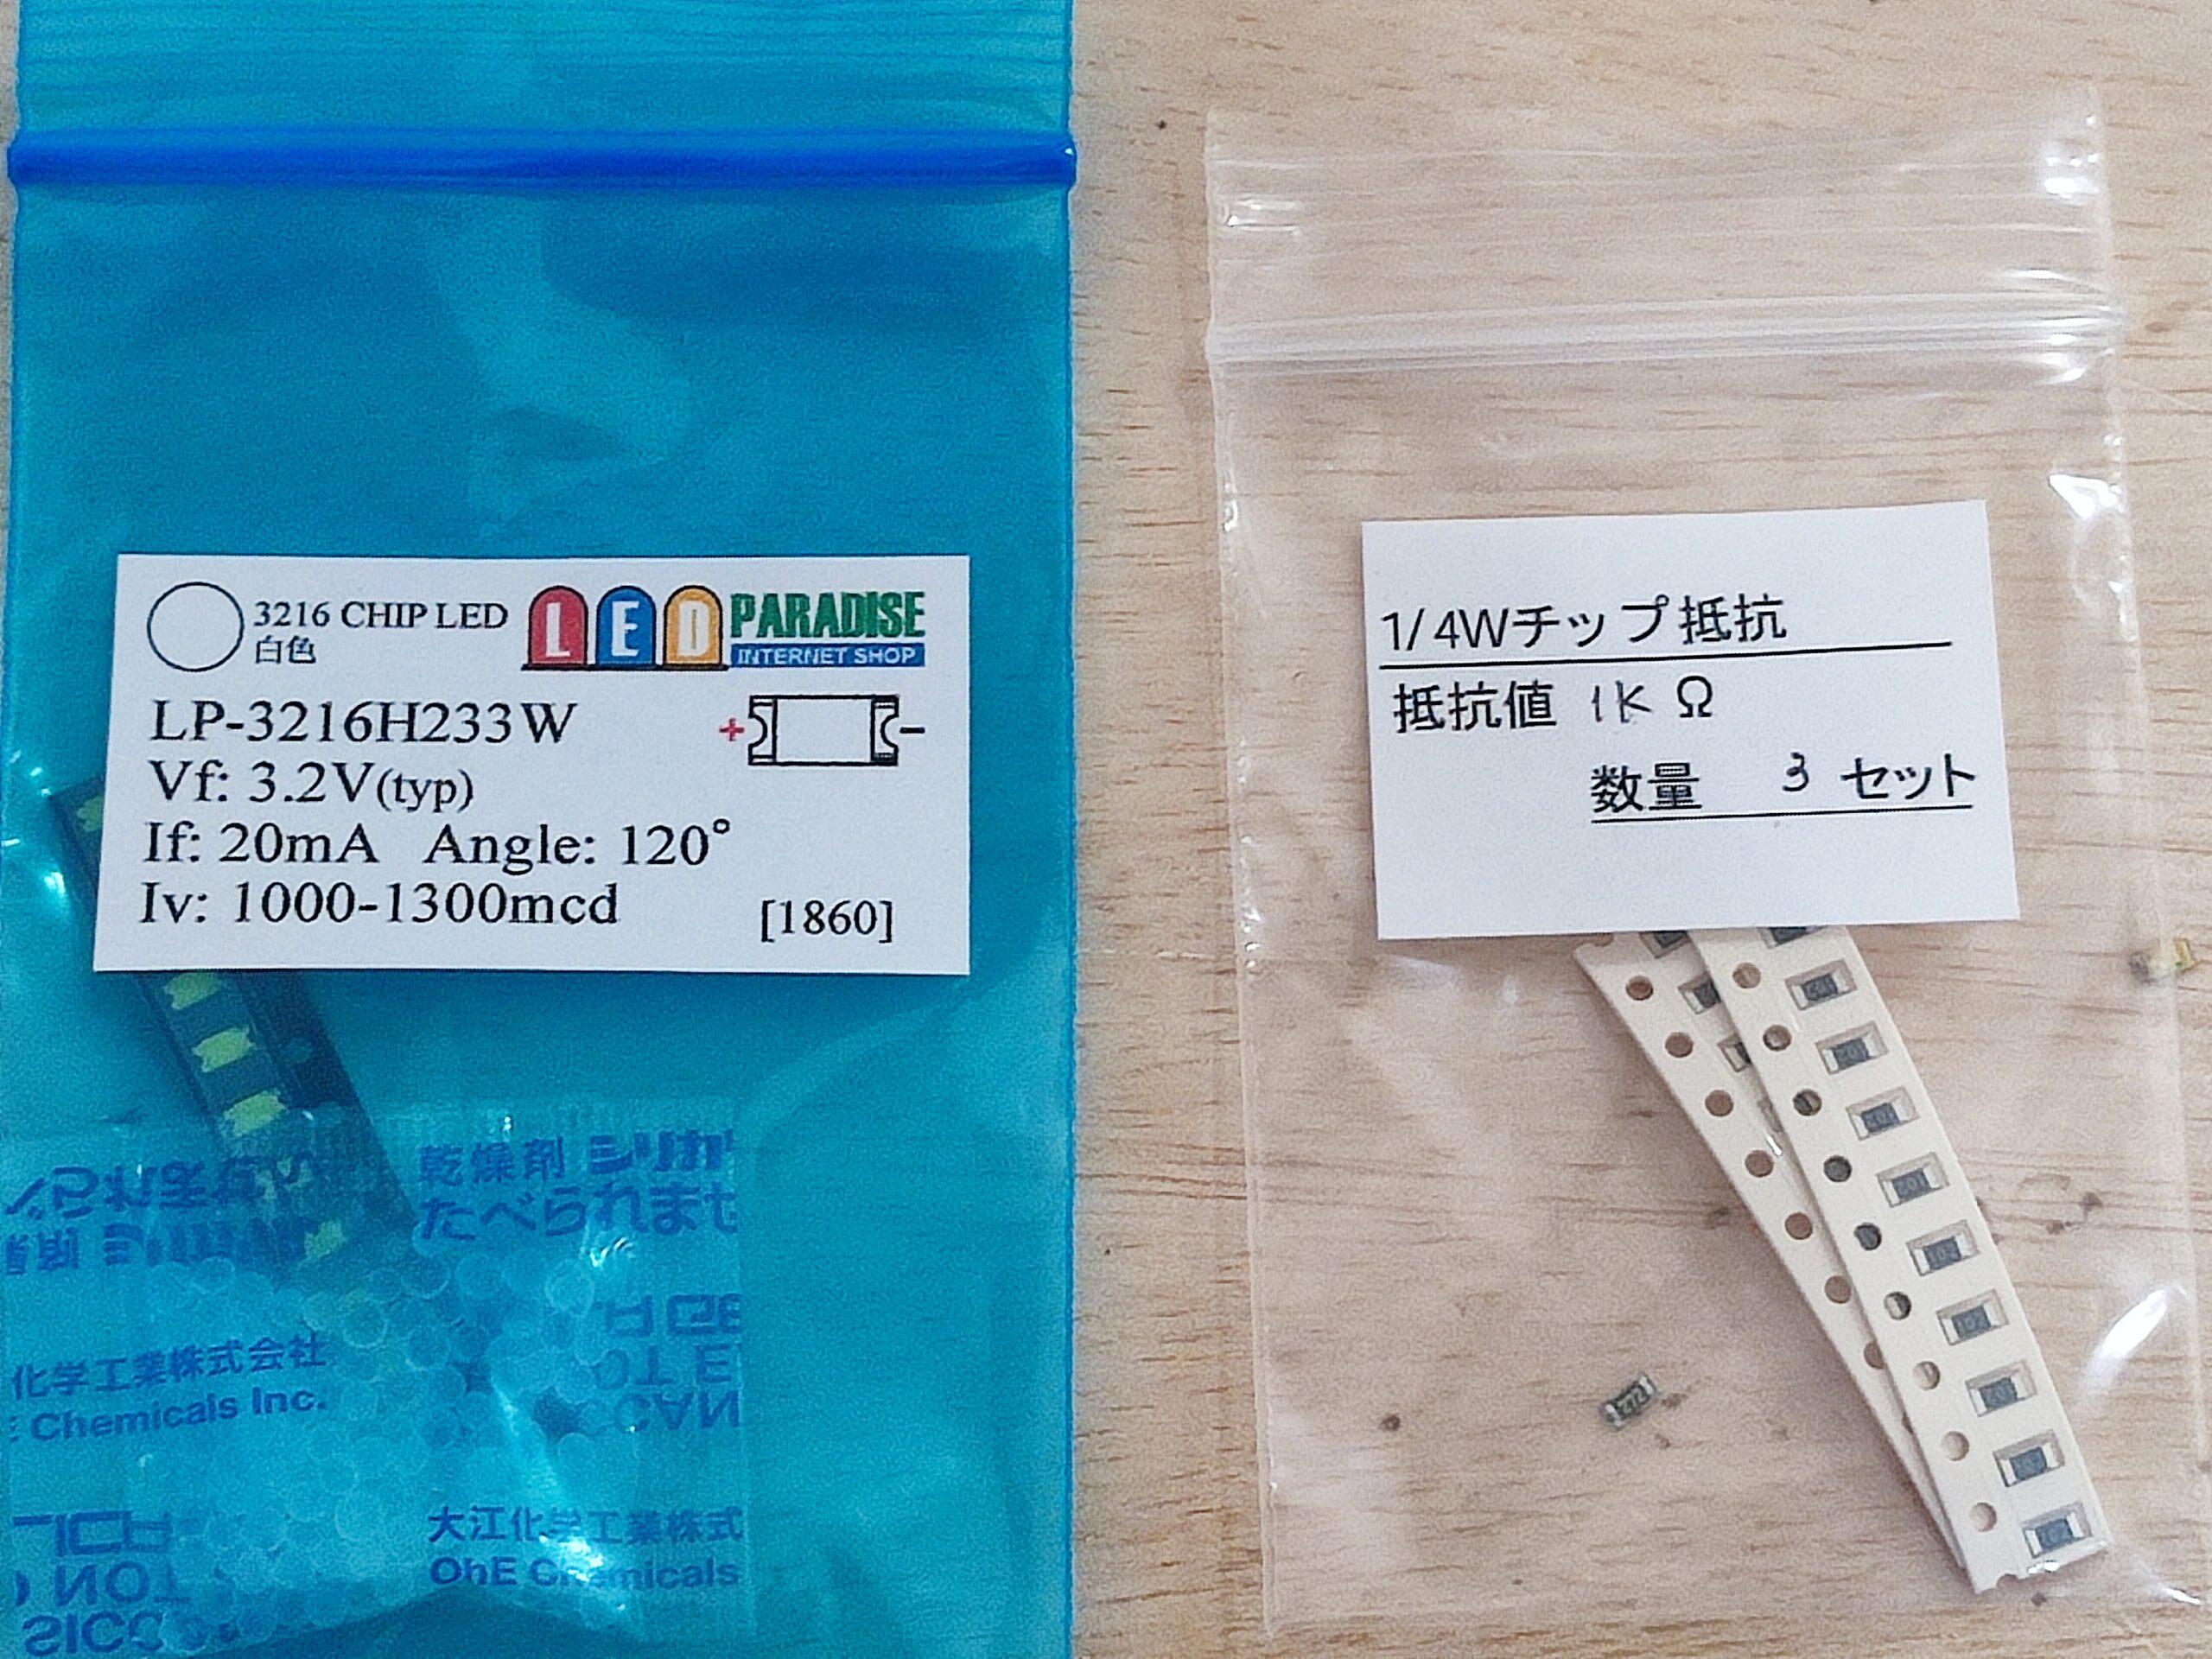 3216 CHIP LED
白色
LED PARADISE
INTERNET SHOP
LP-3216H233W
+ −
Vf: 3.2V(typ)
If: 20mA Angle: 120°
Iv: 1000-1300mcd
[1860]
乾燥剤 シリカ
たべられませ
化学工業株式会社
Chemicals Inc.
大江化学工業株式
OhE Chemicals
1/4Wチップ抵抗
抵抗値 1K Ω
数量 3 セット